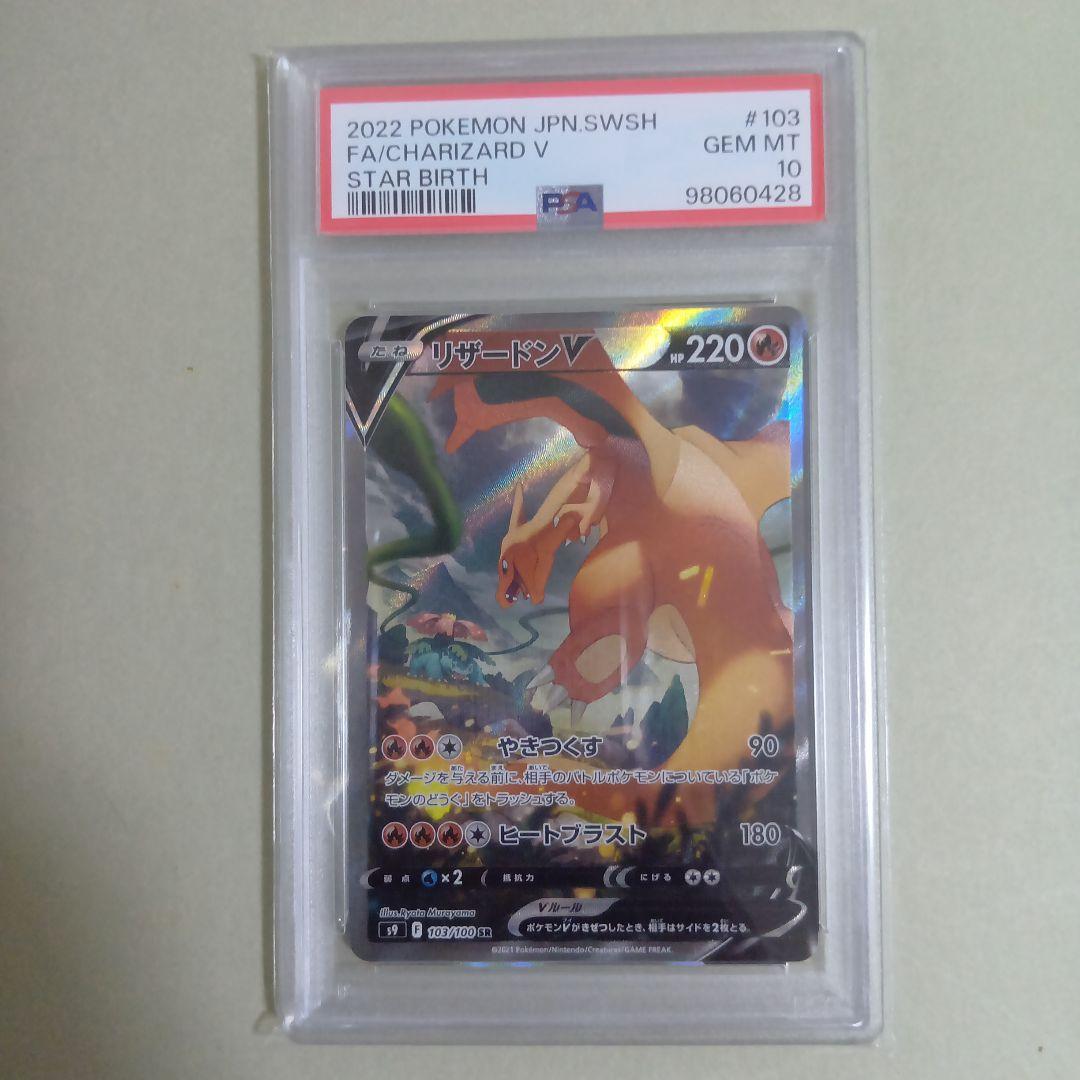 2022 POKEMON JPN.SWSH #103
FA/CHARIZARD V GEM MT
STAR BIRTH 10
PSA 98060428
たね リザードンV HP 220
やきつくす 90
ダメージを与える前に、相手のバトルポケモンについている「ポケ
モンのどうぐ」をトラッシュする。
ヒートブラスト 180
弱点 ×2 抵抗力 にげる
Illus. Ryota Murayama
Vルール
s9 F 103/100 SR ポケモンVがきぜつしたとき、相手はサイドを2枚とる。
©2021 Pokémon/Nintendo/Creatures/GAME FREAK.